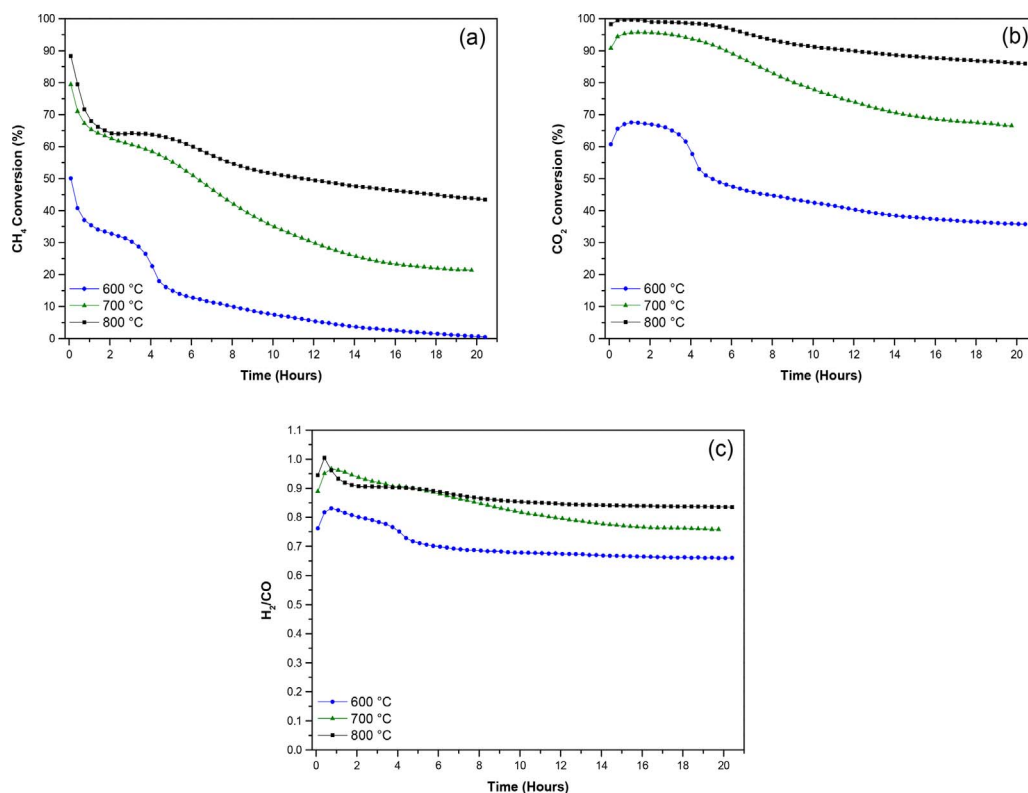 (a)
100
90
80
70
60
50
40
30
20
10
0
CH₄ Conversion (%)
600 °C
700 °C
800 °C
0 2 4 6 8 10 12 14 16 18 20
Time (Hours)
(b)
100
90
80
70
60
50
40
30
20
10
0
CO₂ Conversion (%)
600 °C
700 °C
800 °C
0 2 4 6 8 10 12 14 16 18 20
Time (Hours)
(c)
1.1
1.0
0.9
0.8
0.7
0.6
0.5
0.4
0.3
0.2
0.1
0.0
H₂/CO
600 °C
700 °C
800 °C
0 2 4 6 8 10 12 14 16 18 20
Time (Hours)